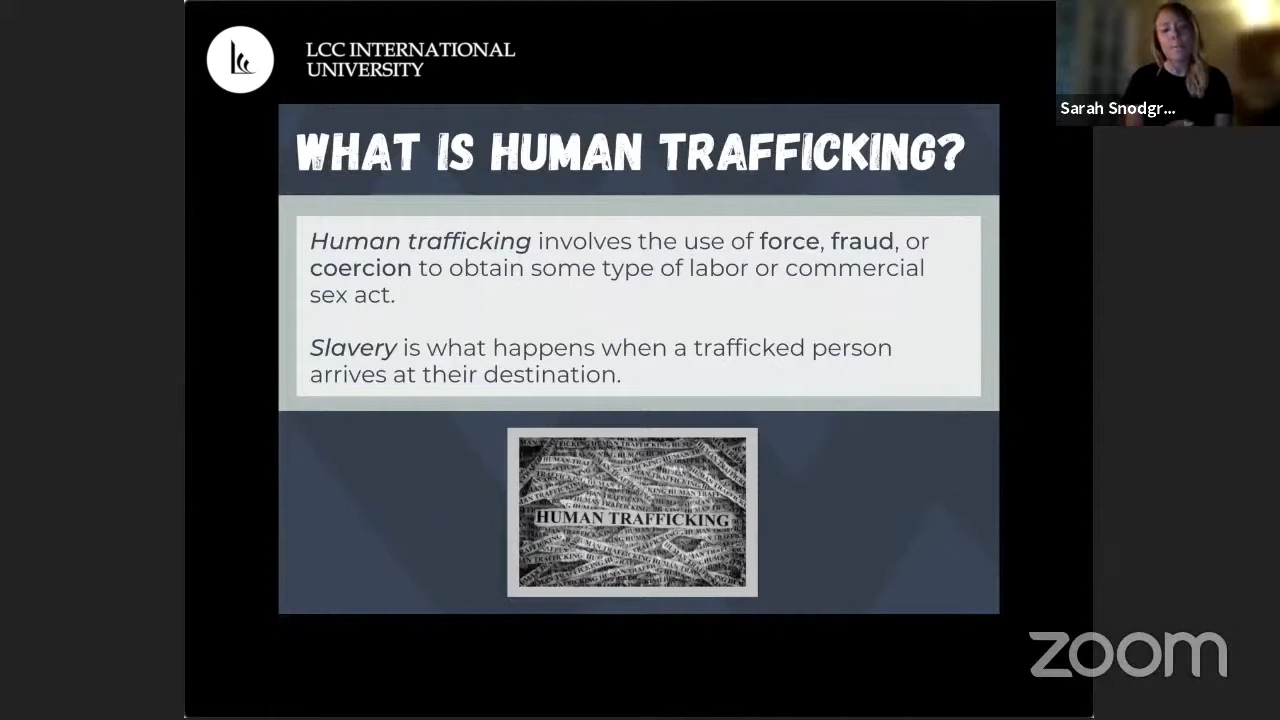 LCC INTERNATIONAL
UNIVERSITY
Sarah Snodgr...
WHAT IS HUMAN TRAFFICKING?
Human trafficking involves the use of force, fraud, or
coercion to obtain some type of labor or commercial
sex act.
Slavery is what happens when a trafficked person
arrives at their destination.
HUMAN TRAFFICKING
zoom